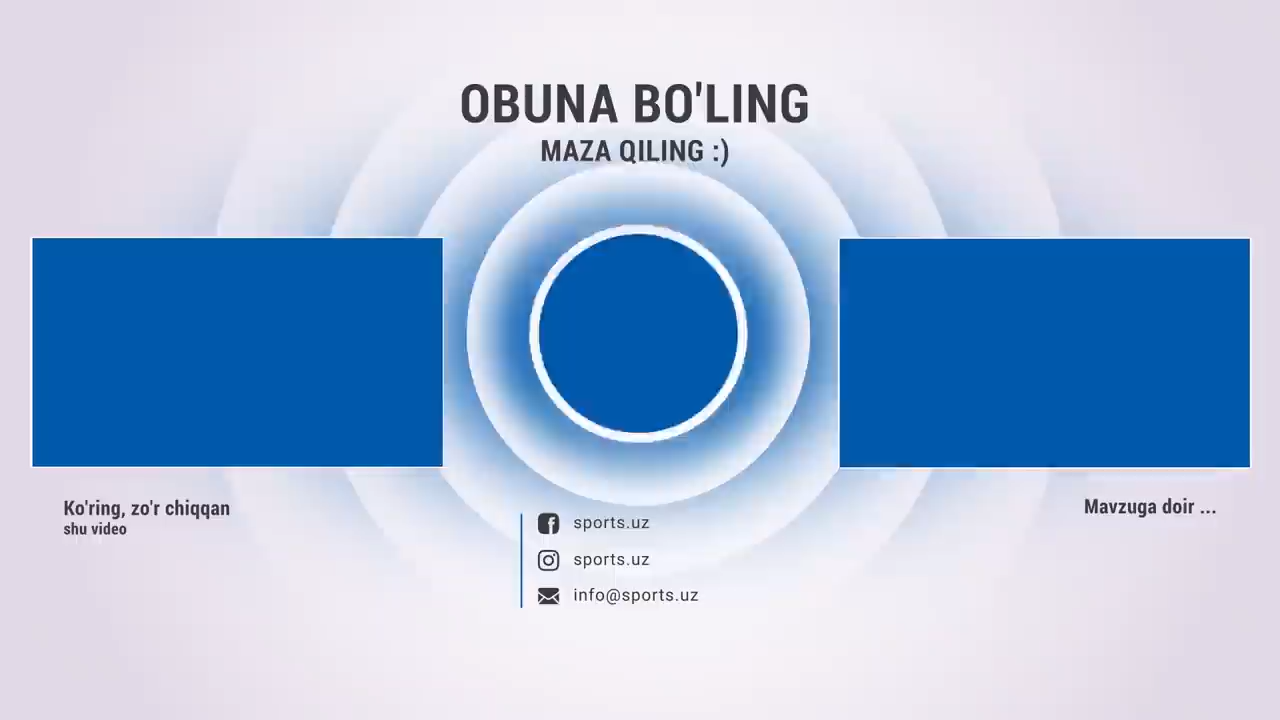 OBUNA BO'LING
MAZA QILING :)
Ko'ring, zo'r chiqqan
shu video
Mavzuga doir ...
sports.uz
sports.uz
info@sports.uz